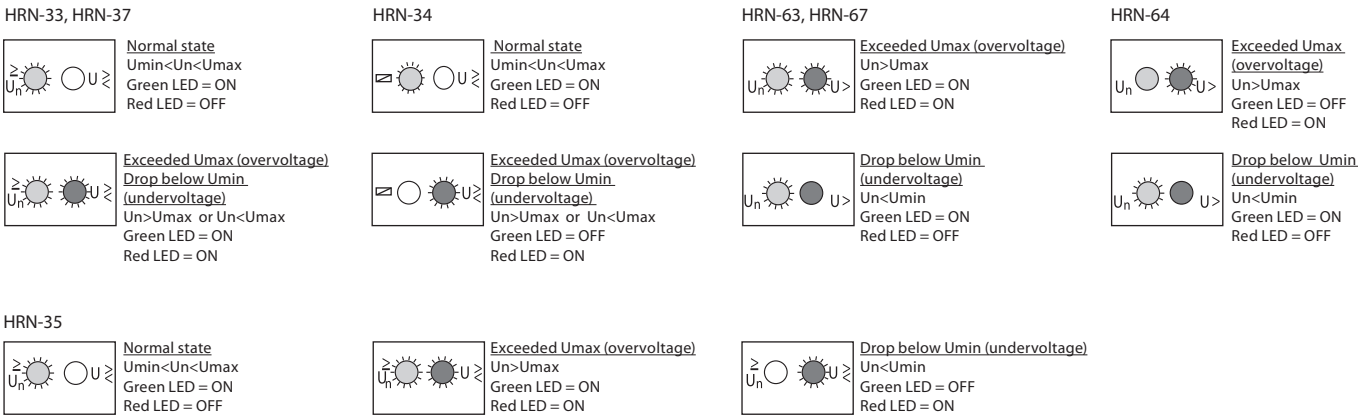 HRN-33, HRN-37
≥
Un
U ≷
Normal state
Umin<Un<Umax
Green LED = ON
Red LED = OFF
≥
Un
U ≷
Exceeded Umax (overvoltage)
Drop below Umin
(undervoltage)
Un>Umax or Un<Umax
Green LED = ON
Red LED = ON
HRN-34
U ≷
Normal state
Umin<Un<Umax
Green LED = ON
Red LED = OFF
U ≷
Exceeded Umax (overvoltage)
Drop below Umin
(undervoltage)
Un>Umax or Un<Umax
Green LED = OFF
Red LED = ON
HRN-63, HRN-67
Un
U>
Exceeded Umax (overvoltage)
Un>Umax
Green LED = ON
Red LED = ON
Un
U>
Drop below Umin
(undervoltage)
Un<Umin
Green LED = ON
Red LED = OFF
HRN-64
Un
U>
Exceeded Umax
(overvoltage)
Un>Umax
Green LED = OFF
Red LED = ON
Un
U>
Drop below Umin
(undervoltage)
Un<Umin
Green LED = ON
Red LED = OFF
HRN-35
≥
Un
U ≷
Normal state
Umin<Un<Umax
Green LED = ON
Red LED = OFF
≥
Un
U ≷
Exceeded Umax (overvoltage)
Un>Umax
Green LED = ON
Red LED = ON
≥
Un
U ≷
Drop below Umin (undervoltage)
Un<Umin
Green LED = OFF
Red LED = ON